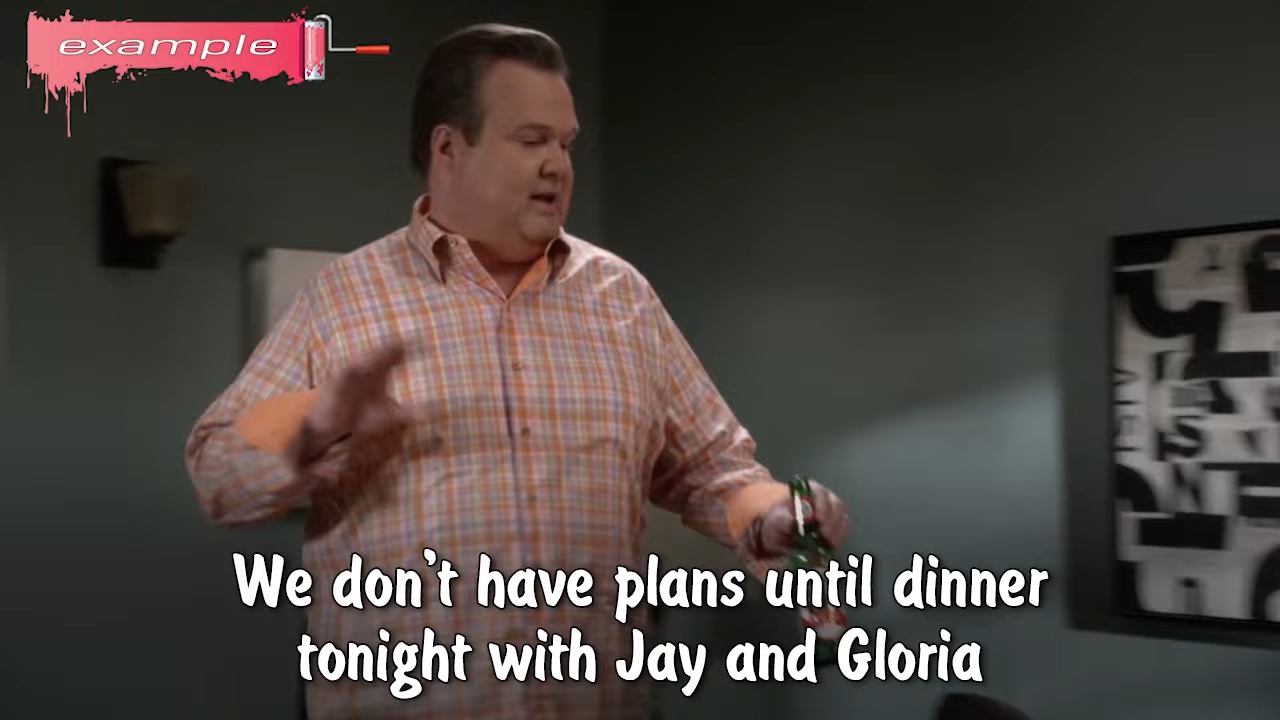 example
We don't have plans until dinner
tonight with Jay and Gloria